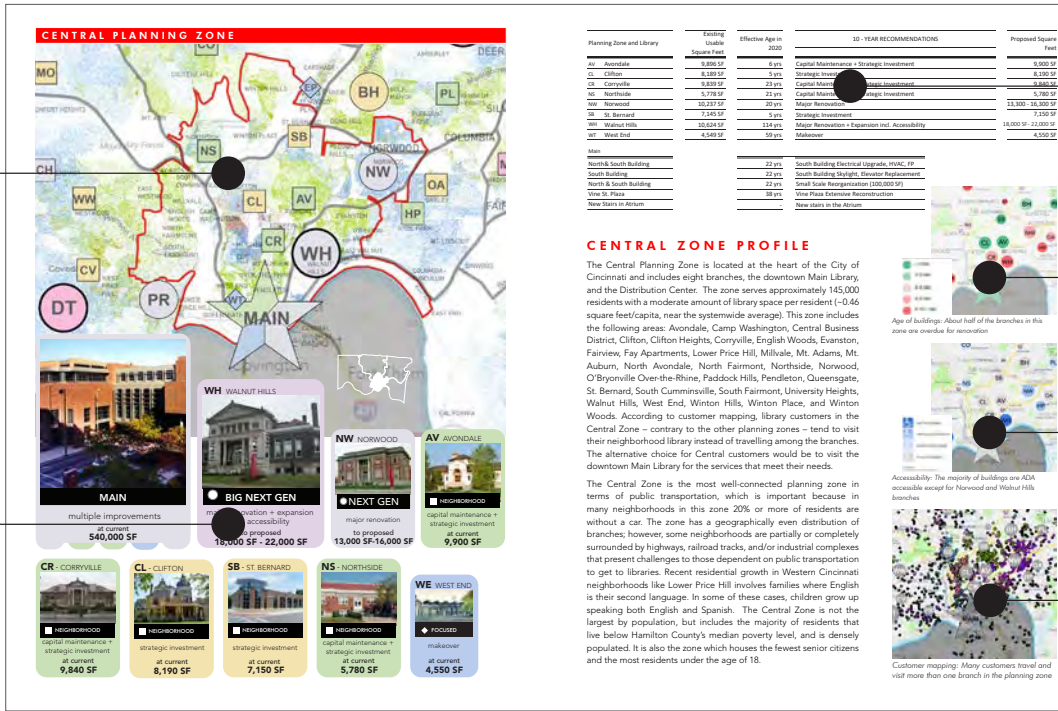 CENTRAL PLANNING ZONE
MO
BH
PL
NS
SB
NW
OA
CH
WW
CL
AV
HP
CR
WH
CV
DT
PR
WT
MAIN
MAIN
multiple improvements
at current
540,000 SF
WH WALNUT HILLS
BIG NEXT GEN
to proposed
18,000 SF - 22,000 SF
NW NORWOOD
NEXT GEN
major renovation
to proposed
13,000 SF-16,000 SF
AV AVONDALE
NEIGHBORHOOD
capital maintenance +
strategic investment
at current
9,900 SF
CR - CORRYVILLE
NEIGHBORHOOD
capital maintenance +
strategic investment
at current
9,840 SF
CL - CLIFTON
NEIGHBORHOOD
strategic investment
at current
8,190 SF
SB - ST. BERNARD
NEIGHBORHOOD
strategic investment
at current
7,150 SF
NS - NORTHSIDE
NEIGHBORHOOD
capital maintenance +
strategic investment
at current
5,780 SF
WE WEST END
FOCUSED
makeover
at current
4,550 SF
Planning Zone and Library Existing Usable Square Feet Effective Age in 2020 10 - YEAR RECOMMENDATIONS Proposed Square Feet
AV Avondale 9,896 SF 6 yrs Capital Maintenance + Strategic Investment 9,900 SF
CL Clifton 8,189 SF 5 yrs Strategic 8,190 SF
CR Corryville 9,839 SF 23 yrs Capital Strategic Investment 9,840 SF
NS Northside 5,778 SF 21 yrs Capital Strategic Investment 5,780 SF
NW Norwood 10,237 SF 20 yrs Major Renovation 13,300 - 16,300 SF
SB St. Bernard 7,145 SF 5 yrs Strategic Investment 7,150 SF
WH Walnut Hills 10,624 SF 114 yrs Major Renovation + Expansion incl. Accessibility 18,000 SF - 22,000 SF
WT West End 4,549 SF 59 yrs Makeover 4,550 SF
Main
North& South Building 22 yrs South Building Electrical Upgrade, HVAC, FP
South Building 22 yrs South Building Skylight, Elevator Replacement
North & South Building 22 yrs Small Scale Reorganization (100,000 SF)
Vine St. Plaza 38 yrs Vine Plaza Extensive Reconstruction
New Stairs in Atrium - New stairs in the Atrium
CENTRAL ZONE PROFILE
The Central Planning Zone is located at the heart of the City of
Cincinnati and includes eight branches, the downtown Main Library,
and the Distribution Center. The zone serves approximately 145,000
residents with a moderate amount of library space per resident (~0.46
square feet/capita, near the systemwide average). This zone includes
the following areas: Avondale, Camp Washington, Central Business
District, Clifton, Clifton Heights, Corryville, English Woods, Evanston,
Fairview, Fay Apartments, Lower Price Hill, Millvale, Mt. Adams, Mt.
Auburn, North Avondale, North Fairmont, Northside, Norwood,
O'Bryonville Over-the-Rhine, Paddock Hills, Pendleton, Queensgate,
St. Bernard, South Cumminsville, South Fairmont, University Heights,
Walnut Hills, West End, Winton Hills, Winton Place, and Winton
Woods. According to customer mapping, library customers in the
Central Zone – contrary to the other planning zones – tend to visit
their neighborhood library instead of travelling among the branches.
The alternative choice for Central customers would be to visit the
downtown Main Library for the services that meet their needs.
The Central Zone is the most well-connected planning zone in
terms of public transportation, which is important because in
many neighborhoods in this zone 20% or more of residents are
without a car. The zone has a geographically even distribution of
branches; however, some neighborhoods are partially or completely
surrounded by highways, railroad tracks, and/or industrial complexes
that present challenges to those dependent on public transportation
to get to libraries. Recent residential growth in Western Cincinnati
neighborhoods like Lower Price Hill involves families where English
is their second language. In some of these cases, children grow up
speaking both English and Spanish. The Central Zone is not the
largest by population, but includes the majority of residents that
live below Hamilton County's median poverty level, and is densely
populated. It is also the zone which houses the fewest senior citizens
and the most residents under the age of 18.
Age of buildings: About half of the branches in this
zone are overdue for renovation
Accesssibility: The majority of buildings are ADA
accessible except for Norwood and Walnut Hills
branches
Customer mapping: Many customers travel and
visit more than one branch in the planning zone